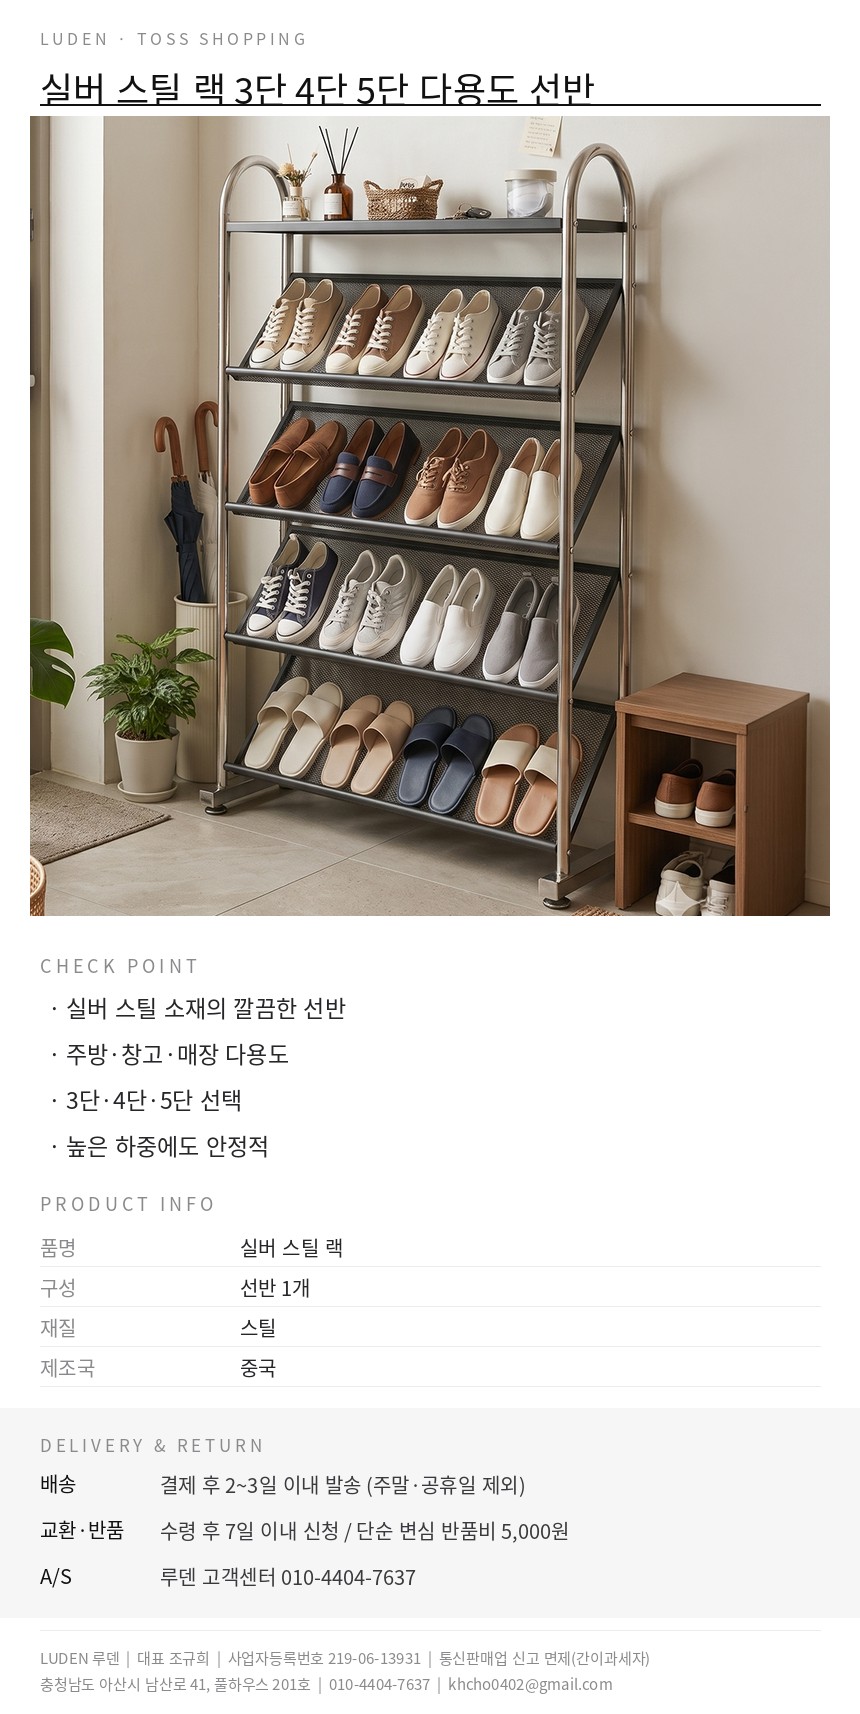 LUDEN · TOSS SHOPPING
실버 스틸 랙 3단 4단 5단 다용도 선반
CHECK POINT
· 실버 스틸 소재의 깔끔한 선반
· 주방·창고·매장 다용도
· 3단·4단·5단 선택
· 높은 하중에도 안정적
PRODUCT INFO
품명 실버 스틸 랙
구성 선반 1개
재질 스틸
제조국 중국
DELIVERY & RETURN
배송 결제 후 2~3일 이내 발송 (주말·공휴일 제외)
교환·반품 수령 후 7일 이내 신청 / 단순 변심 반품비 5,000원
A/S 루덴 고객센터 010-4404-7637
LUDEN 루덴 | 대표 조규희 | 사업자등록번호 219-06-13931 | 통신판매업 신고 면제(간이과세자)
충청남도 아산시 남산로 41, 풀하우스 201호 | 010-4404-7637 | khcho0402@gmail.com